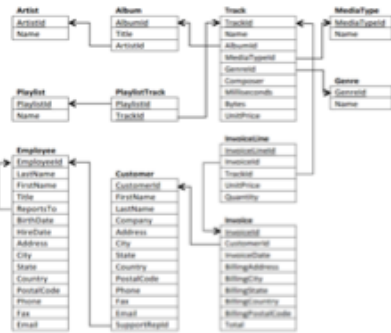 Artist
ArtistId
Name
Album
AlbumId
Title
ArtistId
Track
TrackId
Name
AlbumId
MediaTypeId
GenreId
Composer
Milliseconds
Bytes
UnitPrice
MediaType
MediaTypeId
Name
Genre
GenreId
Name
Playlist
PlaylistId
Name
PlaylistTrack
PlaylistId
TrackId
Employee
EmployeeId
LastName
FirstName
Title
ReportsTo
BirthDate
HireDate
Address
City
State
Country
PostalCode
Phone
Fax
Email
Customer
CustomerId
FirstName
LastName
Company
Address
City
State
Country
PostalCode
Phone
Fax
Email
SupportRepId
InvoiceLine
InvoiceLineId
InvoiceId
TrackId
UnitPrice
Quantity
Invoice
InvoiceId
CustomerId
InvoiceDate
BillingAddress
BillingCity
BillingState
BillingCountry
BillingPostalCode
Total